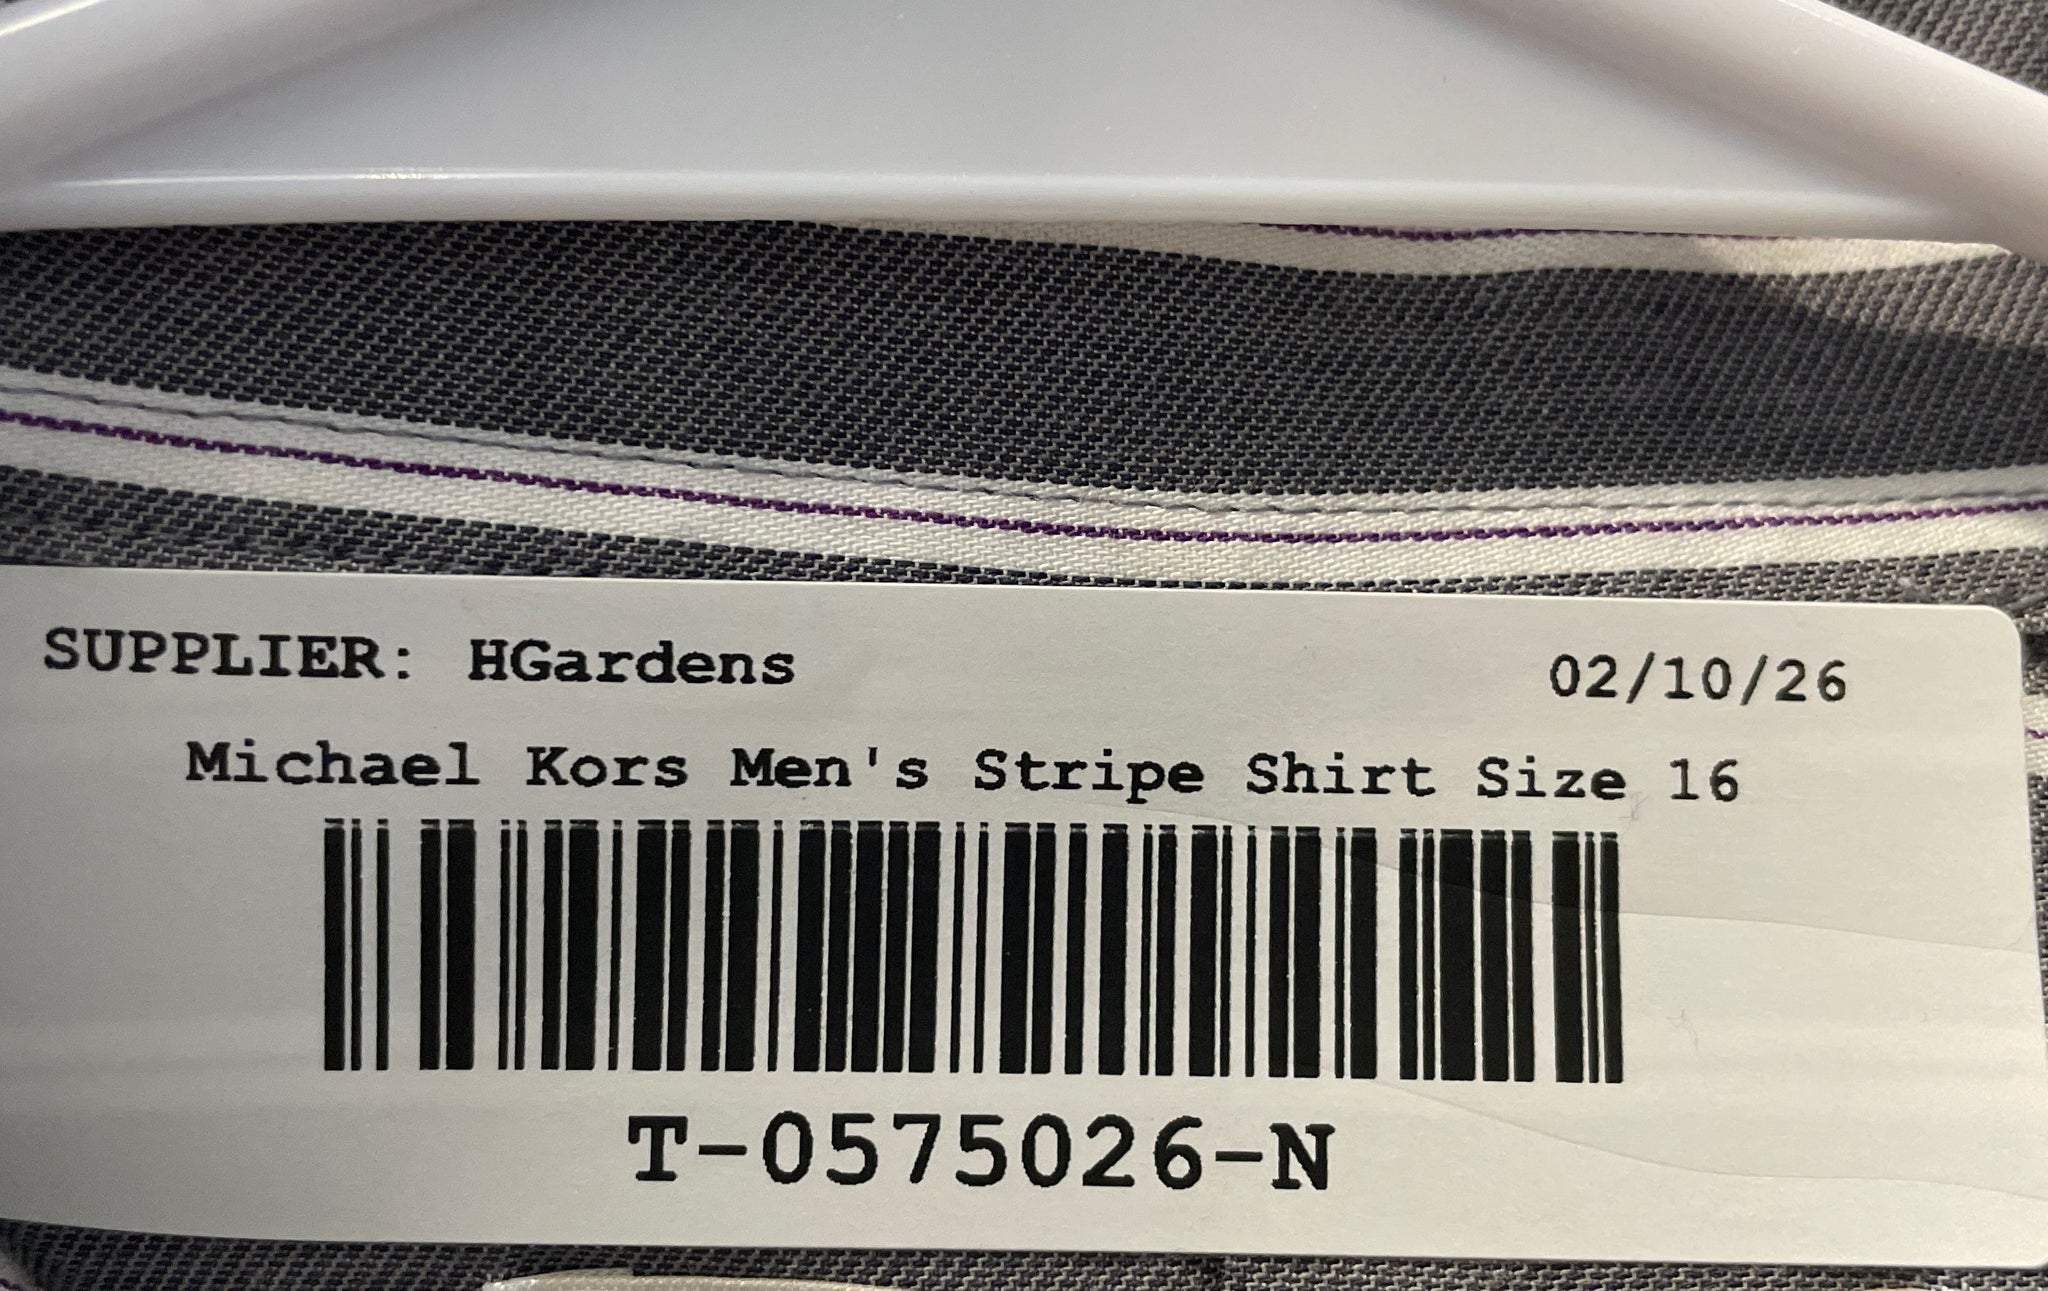 SUPPLIER: HGardens 02/10/26
Michael Kors Men's Stripe Shirt Size 16
T-0575026-N